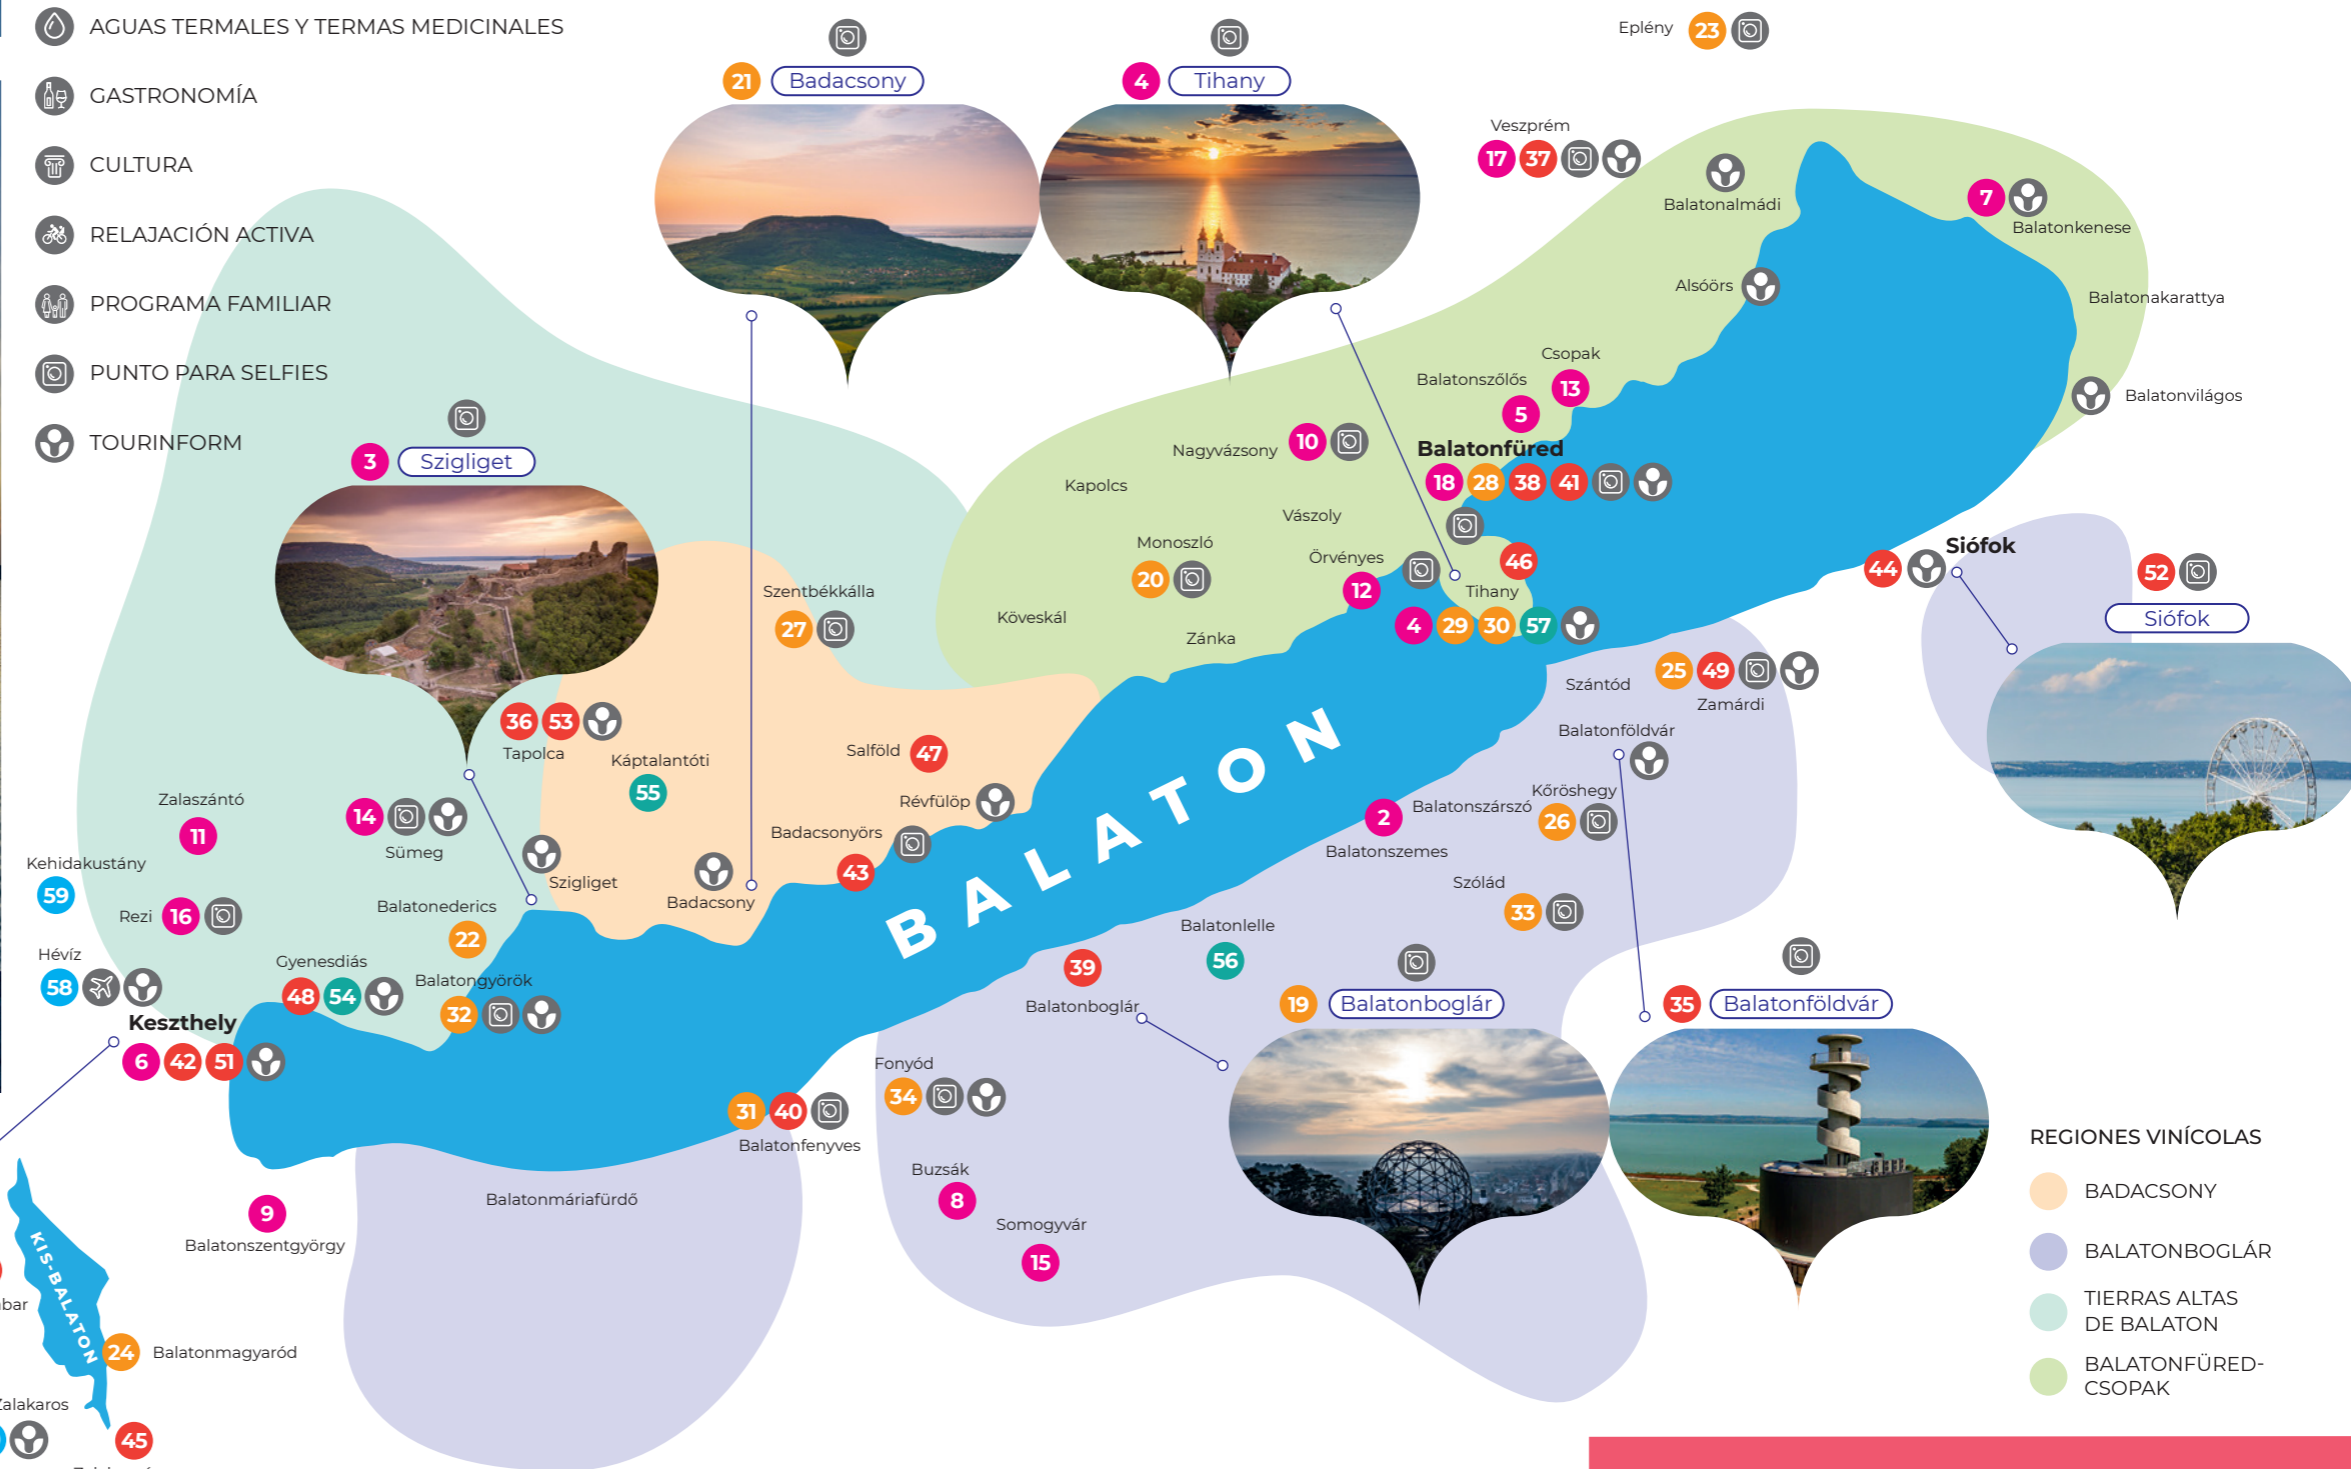 AGUAS TERMALES Y TERMAS MEDICINALES
GASTRONOMÍA
CULTURA
RELAJACIÓN ACTIVA
PROGRAMA FAMILIAR
PUNTO PARA SELFIES
TOURINFORM
21 Badacsony
4 Tihany
Eplény 23
Veszprém
17 37
Balatonalmádi
7
Balatonkenese
Alsóörs
Balatonakarattya
Balatonvilágos
Csopak
13
Balatonszőlős
5
Balatonfüred
18 28 38 41
Nagyvázsony 10
Kapolcs
Vászoly
Monoszló
20
Örvényes
12
46
Tihany
4 29 30 57
Köveskál
Zánka
3 Szigliget
Szentbékkálla
27
36 53
Tapolca
Káptalantóti
55
Salföld 47
Révfülöp
Badacsonyörs
43
Badacsony
Szigliget
Zalaszántó
11
14
Sümeg
Kehidakustány
59
Rezi 16
Balatonederics
22
Hévíz
58
Gyenesdiás
48 54
Balatongyörök
32
Keszthely
6 42 51
BALATON
44 Siófok
52
Siófok
Szántód
25 49
Zamárdi
Balatonföldvár
Kőröshegy
26
2
Balatonszárszó
Balatonszemes
Szólád
33
Balatonlelle
56
39
Balatonboglár
19 Balatonboglár
35 Balatonföldvár
Fonyód
34
31 40
Balatonfenyves
Buzsák
8
Somogyvár
15
Balatonmáriafürdő
9
Balatonszentgyörgy
KIS-BALATON
24 Balatonmagyaród
Zalakaros
45
REGIONES VINÍCOLAS
BADACSONY
BALATONBOGLÁR
TIERRAS ALTAS
DE BALATON
BALATONFÜRED-
CSOPAK